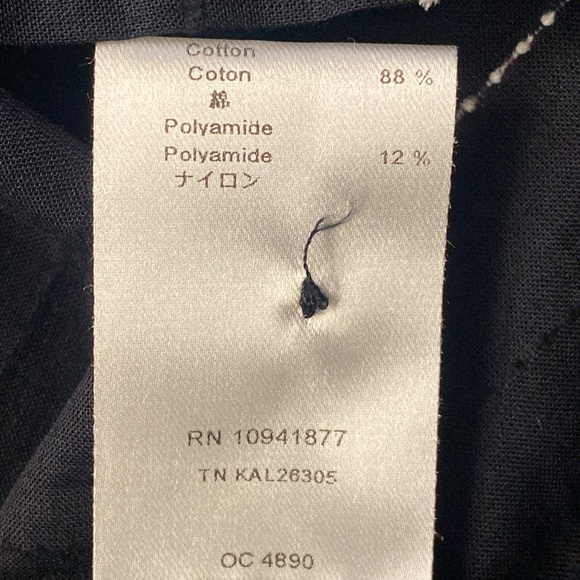 Cotton
Coton 88 %
綿
Polyamide
Polyamide 12 %
ナイロン
RN 10941877
TN KAL26305
OC 4890